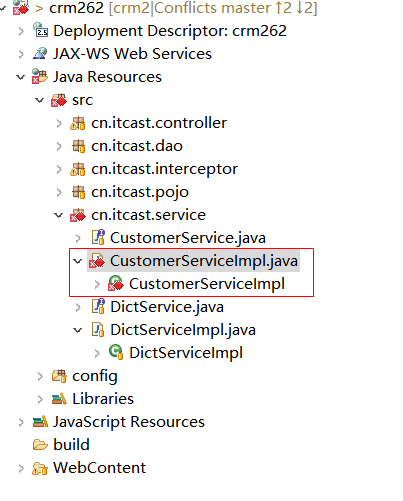 > crm262 [crm2|Conflicts master ↑2 ↓2]
Deployment Descriptor: crm262
JAX-WS Web Services
Java Resources
src
cn.itcast.controller
cn.itcast.dao
cn.itcast.interceptor
cn.itcast.pojo
cn.itcast.service
CustomerService.java
CustomerServiceImpl.java
CustomerServiceImpl
DictService.java
DictServiceImpl.java
DictServiceImpl
config
Libraries
JavaScript Resources
build
WebContent